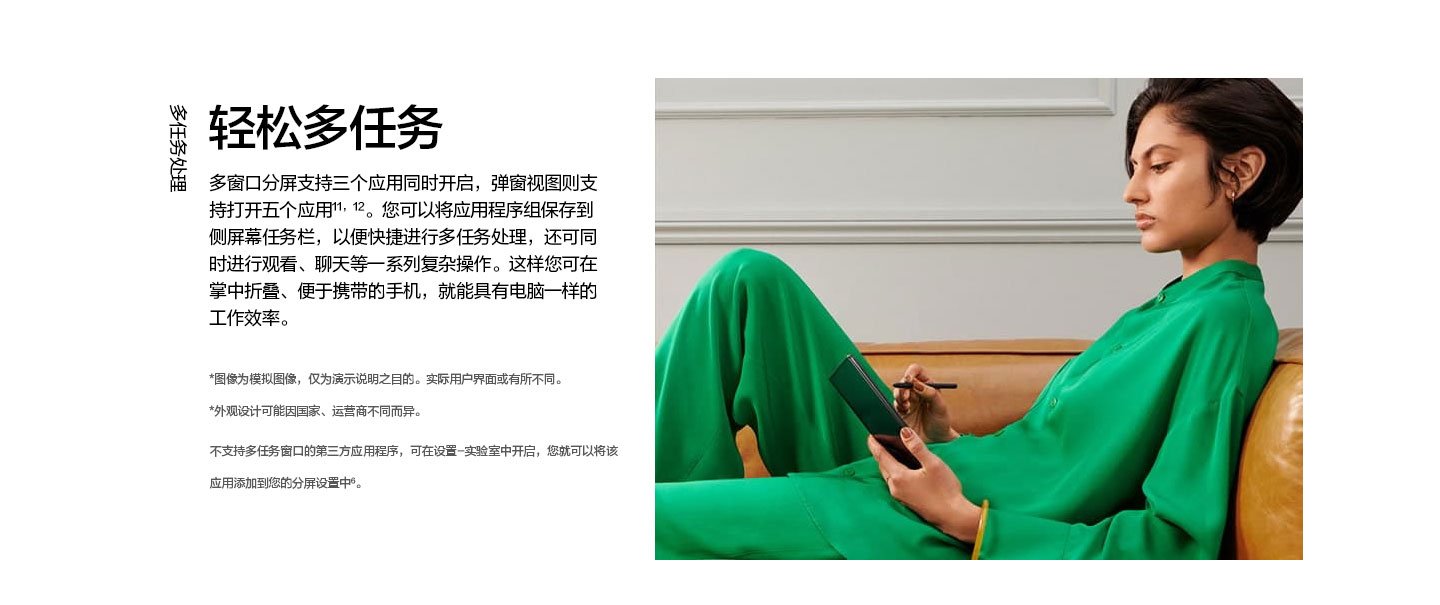 多任务处理
轻松多任务
多窗口分屏支持三个应用同时开启，弹窗视图则支
持打开五个应用¹¹，¹²。您可以将应用程序组保存到
侧屏幕任务栏，以便快捷进行多任务处理，还可同
时进行观看、聊天等一系列复杂操作。这样您可在
掌中折叠、便于携带的手机，就能具有电脑一样的
工作效率。
*图像为模拟图像，仅为演示说明之目的。实际用户界面或有所不同。
*外观设计可能因国家、运营商不同而异。
不支持多任务窗口的第三方应用程序，可在设置-实验室中开启，您就可以将该
应用添加到您的分屏设置中⁶。